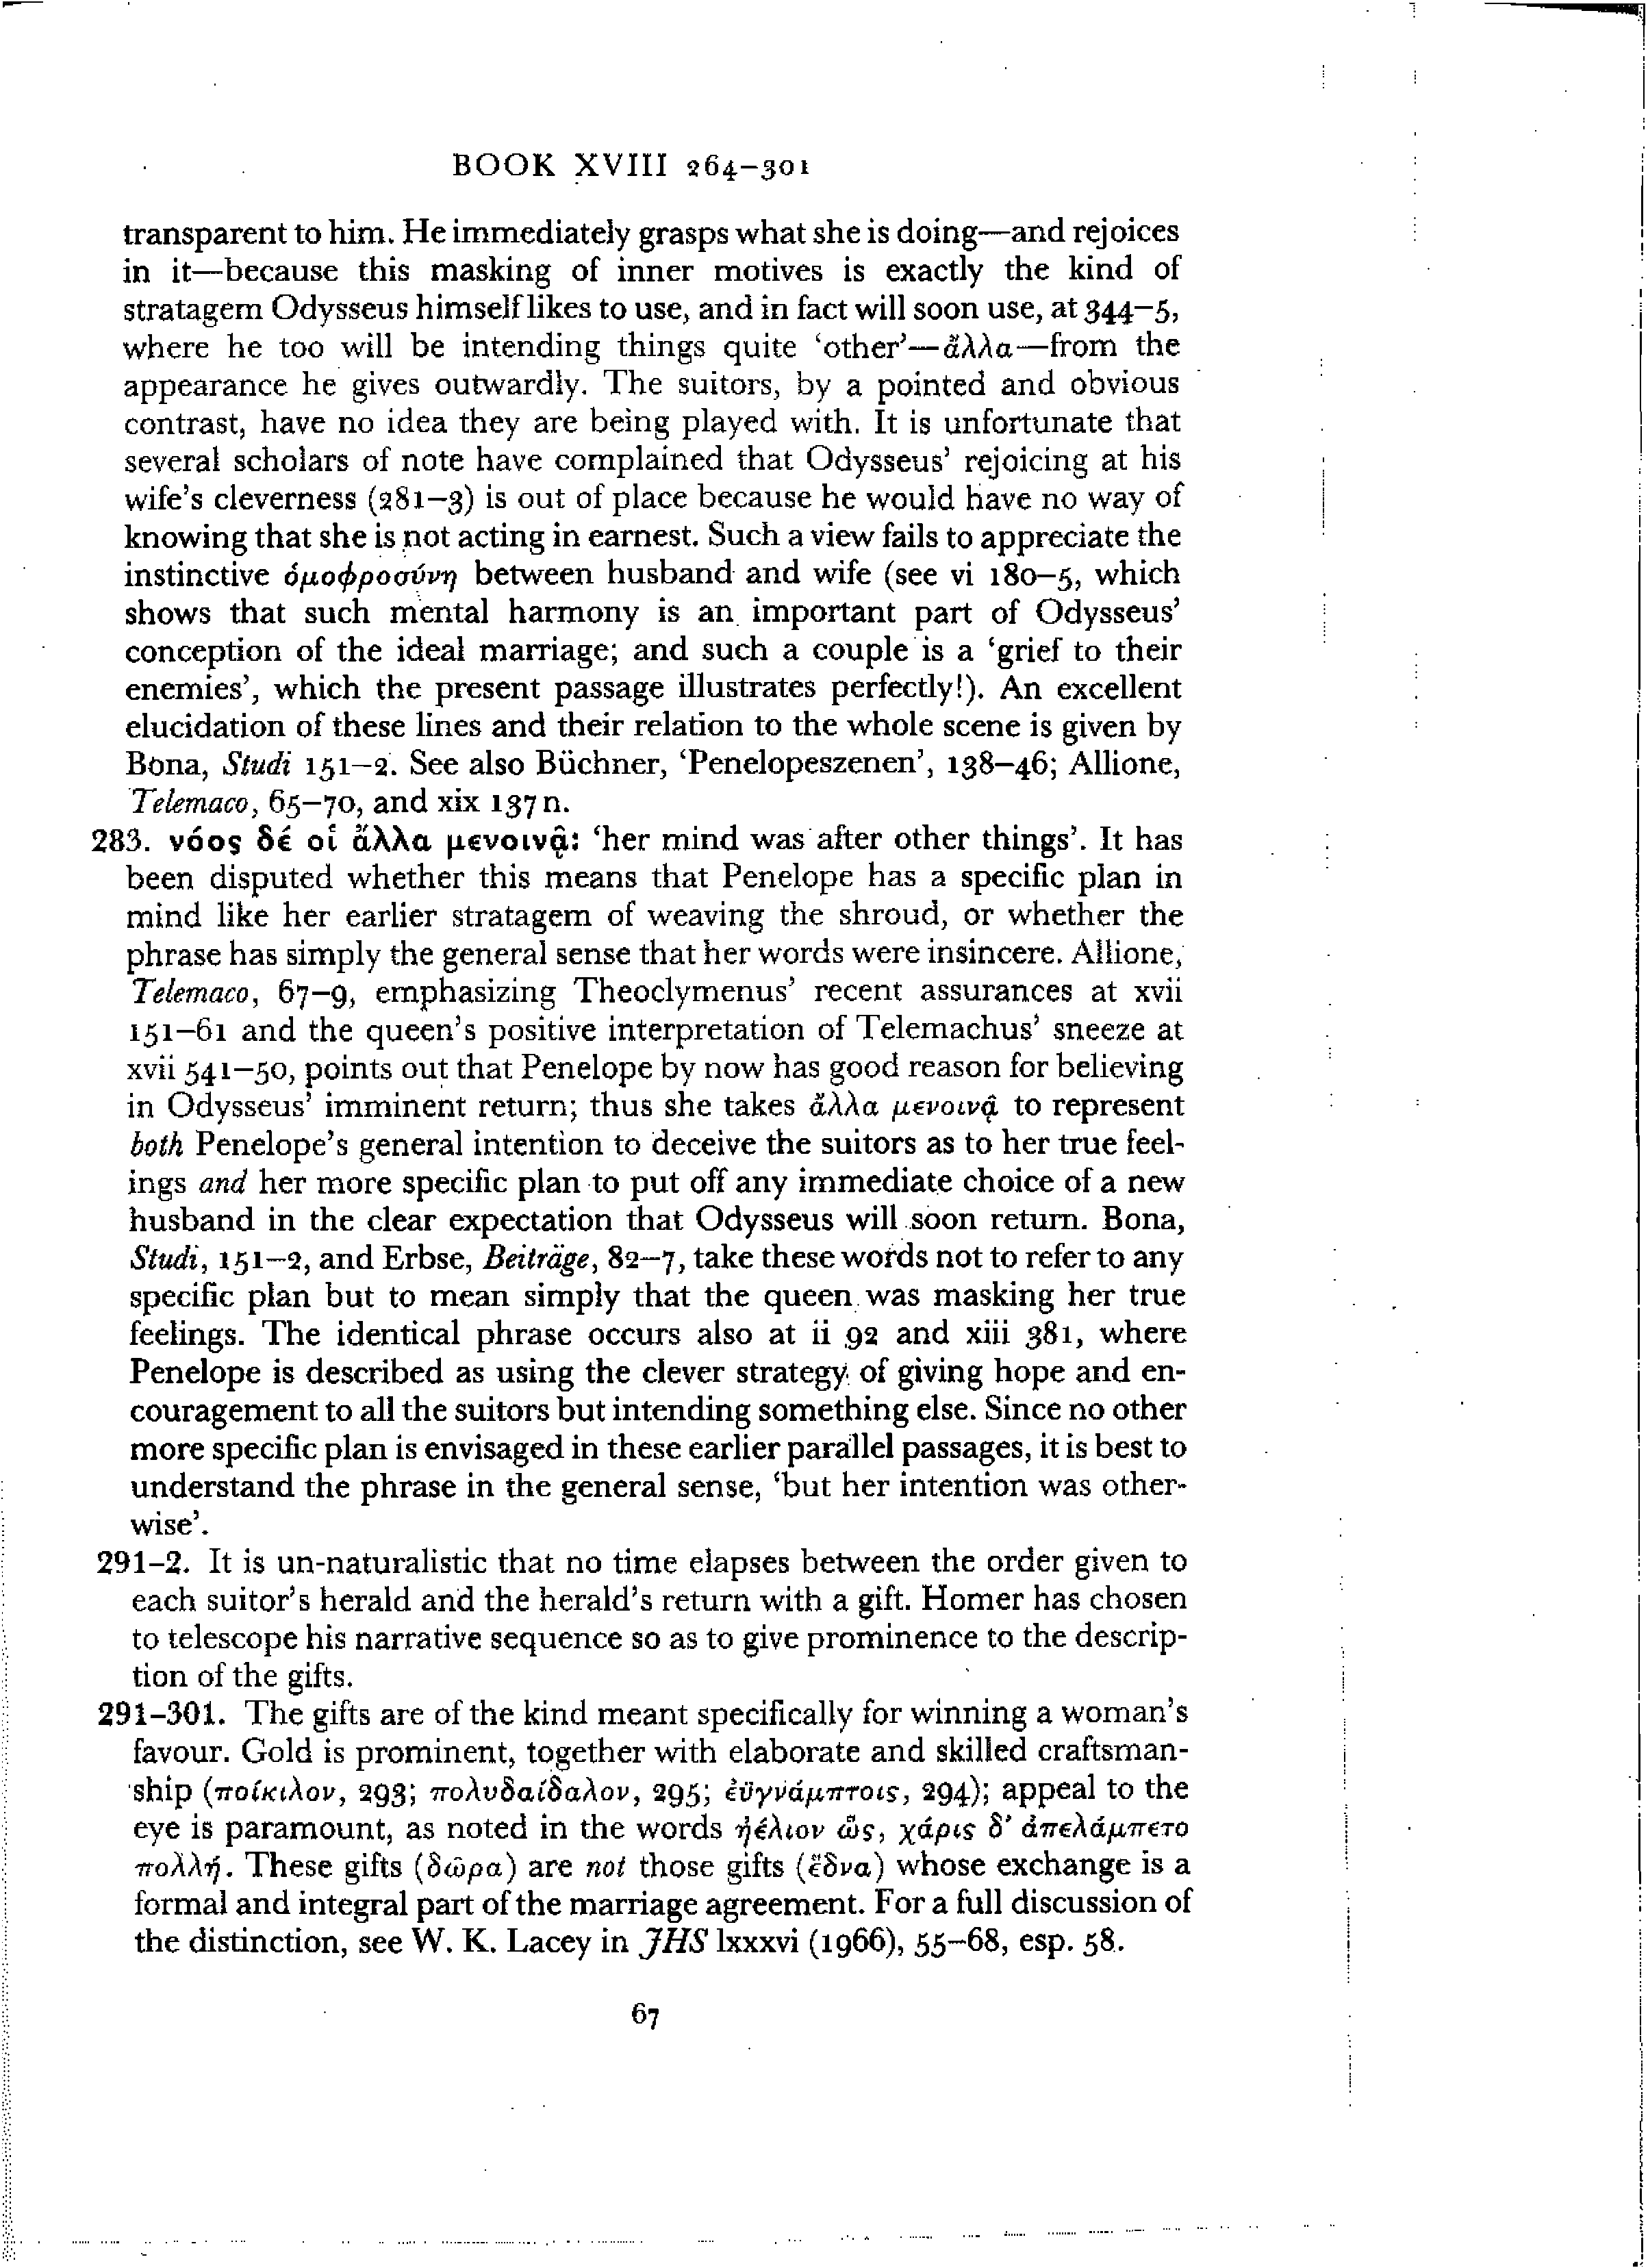 BOOK XVIII 264–301
transparent to him. He immediately grasps what she is doing—and rejoices
in it—because this masking of inner motives is exactly the kind of
stratagem Odysseus himself likes to use, and in fact will soon use, at 344–5,
where he too will be intending things quite ‘other’—ἄλλα—from the
appearance he gives outwardly. The suitors, by a pointed and obvious
contrast, have no idea they are being played with. It is unfortunate that
several scholars of note have complained that Odysseus’ rejoicing at his
wife’s cleverness (281–3) is out of place because he would have no way of
knowing that she is not acting in earnest. Such a view fails to appreciate the
instinctive ὁμοφροσύνη between husband and wife (see vi 180–5, which
shows that such mental harmony is an important part of Odysseus’
conception of the ideal marriage; and such a couple is a ‘grief to their
enemies’, which the present passage illustrates perfectly!). An excellent
elucidation of these lines and their relation to the whole scene is given by
Bona, Studi 151–2. See also Büchner, ‘Penelopeszenen’, 138–46; Allione,
Telemaco, 65–70, and xix 137 n.
283. νόος δέ οἱ ἄλλα μενοινᾷ: ‘her mind was after other things’. It has
been disputed whether this means that Penelope has a specific plan in
mind like her earlier stratagem of weaving the shroud, or whether the
phrase has simply the general sense that her words were insincere. Allione,
Telemaco, 67–9, emphasizing Theoclymenus’ recent assurances at xvii
151–61 and the queen’s positive interpretation of Telemachus’ sneeze at
xvii 541–50, points out that Penelope by now has good reason for believing
in Odysseus’ imminent return; thus she takes ἄλλα μενοινᾷ to represent
both Penelope’s general intention to deceive the suitors as to her true feel-
ings and her more specific plan to put off any immediate choice of a new
husband in the clear expectation that Odysseus will soon return. Bona,
Studi, 151–2, and Erbse, Beiträge, 82–7, take these words not to refer to any
specific plan but to mean simply that the queen was masking her true
feelings. The identical phrase occurs also at ii 92 and xiii 381, where
Penelope is described as using the clever strategy of giving hope and en-
couragement to all the suitors but intending something else. Since no other
more specific plan is envisaged in these earlier parallel passages, it is best to
understand the phrase in the general sense, ‘but her intention was other-
wise’.
291–2. It is un-naturalistic that no time elapses between the order given to
each suitor’s herald and the herald’s return with a gift. Homer has chosen
to telescope his narrative sequence so as to give prominence to the descrip-
tion of the gifts.
291–301. The gifts are of the kind meant specifically for winning a woman’s
favour. Gold is prominent, together with elaborate and skilled craftsman-
ship (ποίκιλον, 293; πολυδαίδαλον, 295; ἐϋγνάμπτοις, 294); appeal to the
eye is paramount, as noted in the words ἠέλιον ὥς, χάρις δ’ ἀπελάμπετο
πολλή. These gifts (δῶρα) are not those gifts (ἕδνα) whose exchange is a
formal and integral part of the marriage agreement. For a full discussion of
the distinction, see W. K. Lacey in JHS lxxxvi (1966), 55–68, esp. 58.
67